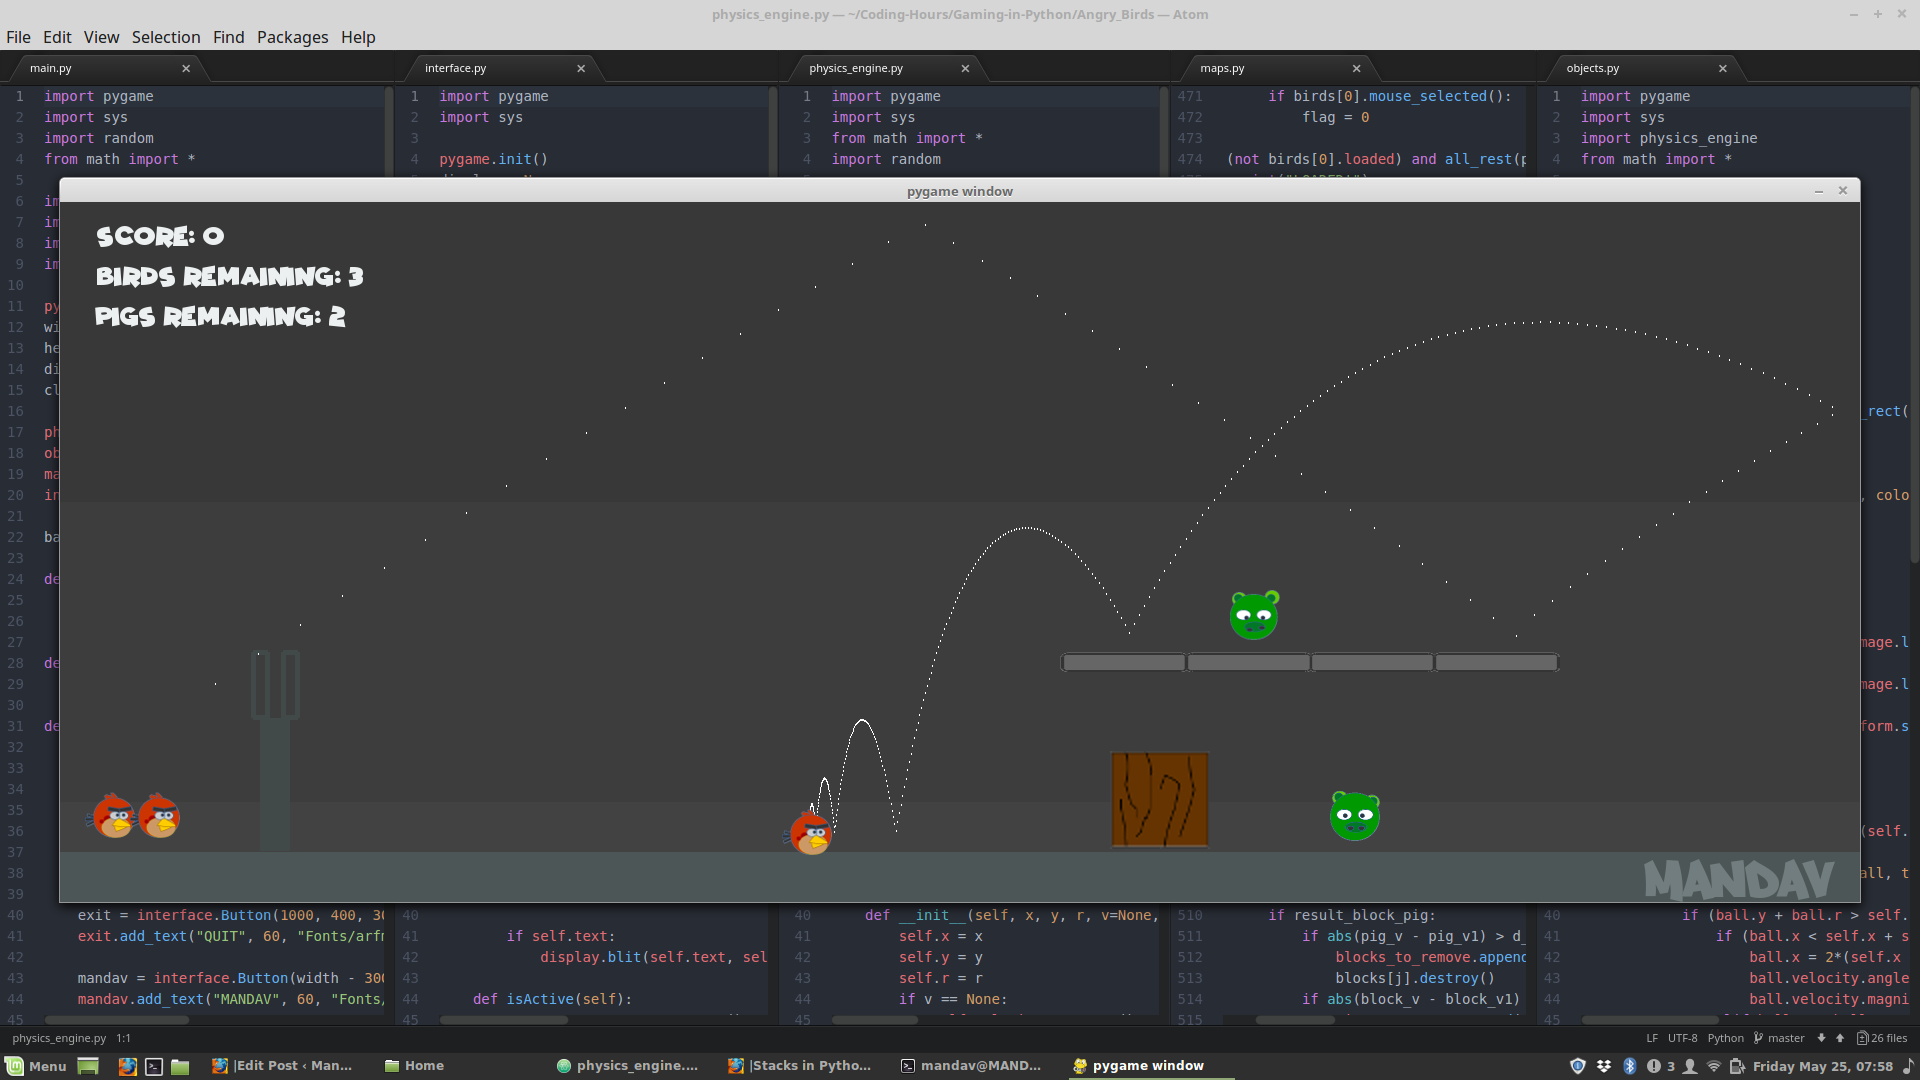 physics_engine.py — ~/Coding-Hours/Gaming-in-Python/Angry_Birds — Atom
File Edit View Selection Find Packages Help
main.py
interface.py
physics_engine.py
maps.py
objects.py
1 import pygame
2 import sys
3 import random
4 from math import *
5
6 im
7 im
8 im
9 im
10
11 py
12 wi
13 he
14 di
15 cl
16
17 ph
18 ob
19 ma
20 in
21
22 ba
23
24 de
25
26
27
28 de
29
30
31 de
32
33
34
35
36
37
38
39
40 exit = interface.Button(1000, 400, 30
41 exit.add_text("QUIT", 60, "Fonts/arfm
42
43 mandav = interface.Button(width - 300
44 mandav.add_text("MANDAV", 60, "Fonts/
45
1 import pygame
2 import sys
3
4 pygame.init()
40
41 if self.text:
42 display.blit(self.text, sel
43
44 def isActive(self):
45
1 import pygame
2 import sys
3 from math import *
4 import random
40 def __init__(self, x, y, r, v=None,
41 self.x = x
42 self.y = y
43 self.r = r
44 if v == None:
45
471 if birds[0].mouse_selected():
472 flag = 0
473
474 (not birds[0].loaded) and all_rest(p
510 if result_block_pig:
511 if abs(pig_v - pig_v1) > d_
512 blocks_to_remove.append
513 blocks[j].destroy()
514 if abs(block_v - block_v1)
515
1 import pygame
2 import sys
3 import physics_engine
4 from math import *
_rect(
, colo
mage.l
mage.l
form.s
(self.
all, t
40 if (ball.y + ball.r > self.
41 if (ball.x < self.x + s
42 ball.x = 2*(self.x
43 ball.velocity.angle
44 ball.velocity.magni
45
pygame window
SCORE: 0
BIRDS REMAINING: 3
PIGS REMAINING: 2
MANDAV
physics_engine.py 1:1
LF UTF-8 Python master 26 files
Menu
|Edit Post ‹ Man...
Home
physics_engine....
|Stacks in Pytho...
mandav@MAND...
pygame window
3
Friday May 25, 07:58